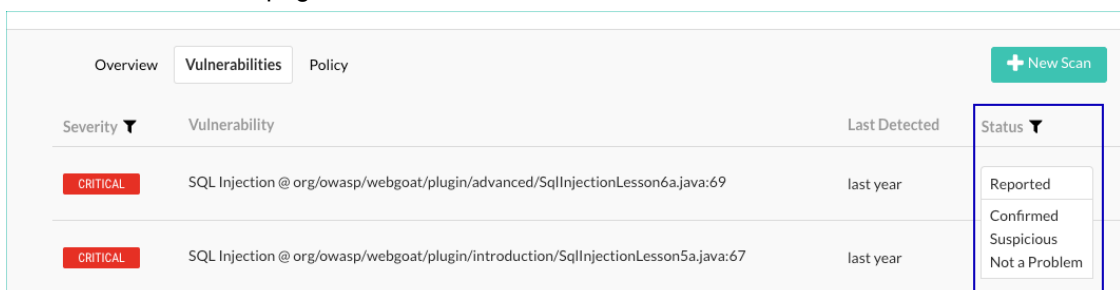 Overview Vulnerabilities Policy New Scan
Severity Vulnerability Last Detected Status
CRITICAL SQL Injection @ org/owasp/webgoat/plugin/advanced/SqlInjectionLesson6a.java:69 last year Reported
Confirmed
Suspicious
CRITICAL SQL Injection @ org/owasp/webgoat/plugin/introduction/SqlInjectionLesson5a.java:67 last year Not a Problem